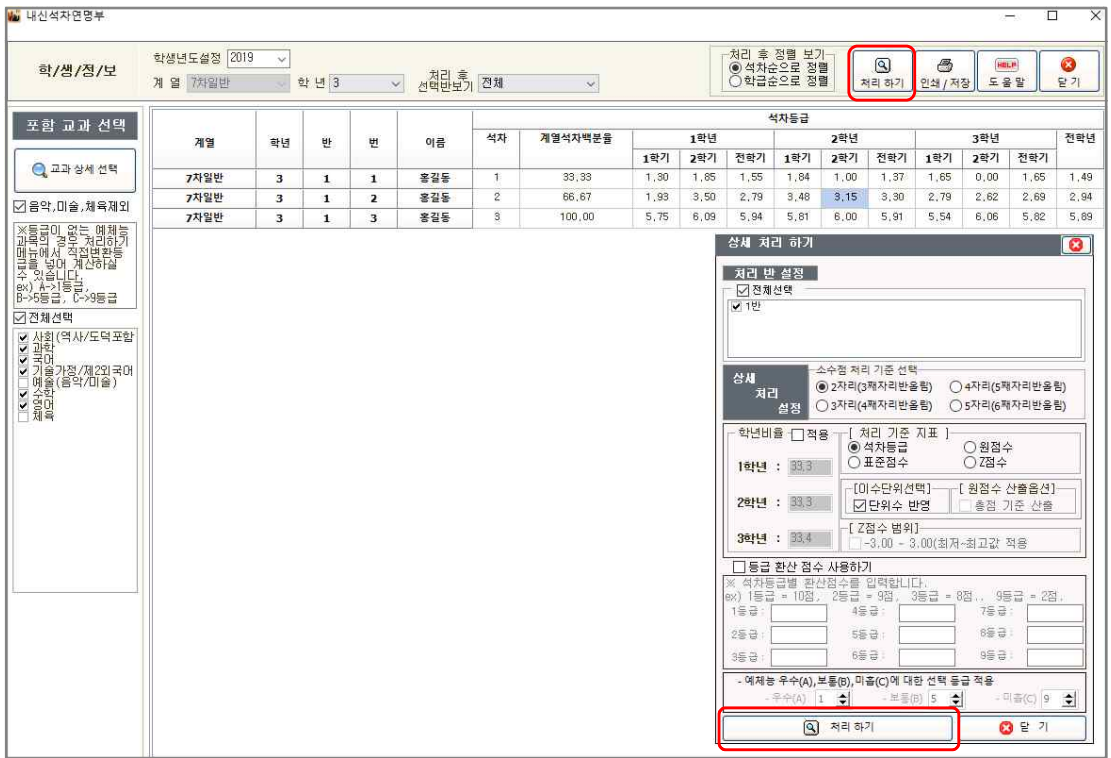 내신석차연명부
학/생/정/보
학생년도설정 2019
계 열 7차일반 학 년 3 처리 후 선택반보기 전체
처리 후 정렬 보기
석차순으로 정렬
학급순으로 정렬
처리 하기
인쇄 / 저장
HELP
도 움 말
닫 기
포함 교과 선택
교과 상세 선택
음악,미술,체육제외
※등급이 없는 예체능
과목의 경우 처리하기
메뉴에서 직접변환등
급을 넣어 계산하실
수 있습니다.
ex) A->1등급,
B->5등급, C->9등급
전체선택
사회(역사/도덕포함
과학
국어
기술가정/제2외국어
예술(음악/미술)
수학
영어
체육
석차등급
계열 학년 반 번 이름 석차 계열석차백분율 1학년 2학년 3학년 전학년
1학기 2학기 전학기 1학기 2학기 전학기 1학기 2학기 전학기
7차일반 3 1 1 홍길동 1 33,33 1,30 1,85 1,55 1,84 1,00 1,37 1,65 0,00 1,65 1,49
7차일반 3 1 2 홍길동 2 66,67 1,93 3,50 2,79 3,48 3,15 3,30 2,79 2,62 2,69 2,94
7차일반 3 1 3 홍길동 3 100,00 5,75 6,09 5,94 5,81 6,00 5,91 5,54 6,06 5,82 5,89
상세 처리 하기
처리 반 설정
전체선택
1반
상세
처리
설정
소수점 처리 기준 선택
2자리(3째자리반올림) 4자리(5째자리반올림)
3자리(4째자리반올림) 5자리(6째자리반올림)
학년비율 적용
1학년 : 33,3
2학년 : 33,3
3학년 : 33,4
[ 처리 기준 지표 ]
석차등급 원점수
표준점수 Z점수
[이수단위선택] [ 원점수 산출옵션]
단위수 반영 총점 기준 산출
[ Z점수 범위]
-3,00 ~ 3,00(최저~최고값 적용
등급 환산 점수 사용하기
※ 석차등급별 환산점수를 입력합니다.
ex) 1등급 = 10점, 2등급 = 9점, 3등급 = 8점.. 9등급 = 2점.
1등급 : 4등급 : 7등급 :
2등급 : 5등급 : 8등급 :
3등급 : 6등급 : 9등급 :
- 예체능 우수(A),보통(B),미흡(C)에 대한 선택 등급 적용
- 우수(A) 1 - 보통(B) 5 - 미흡(C) 9
처리 하기
닫 기